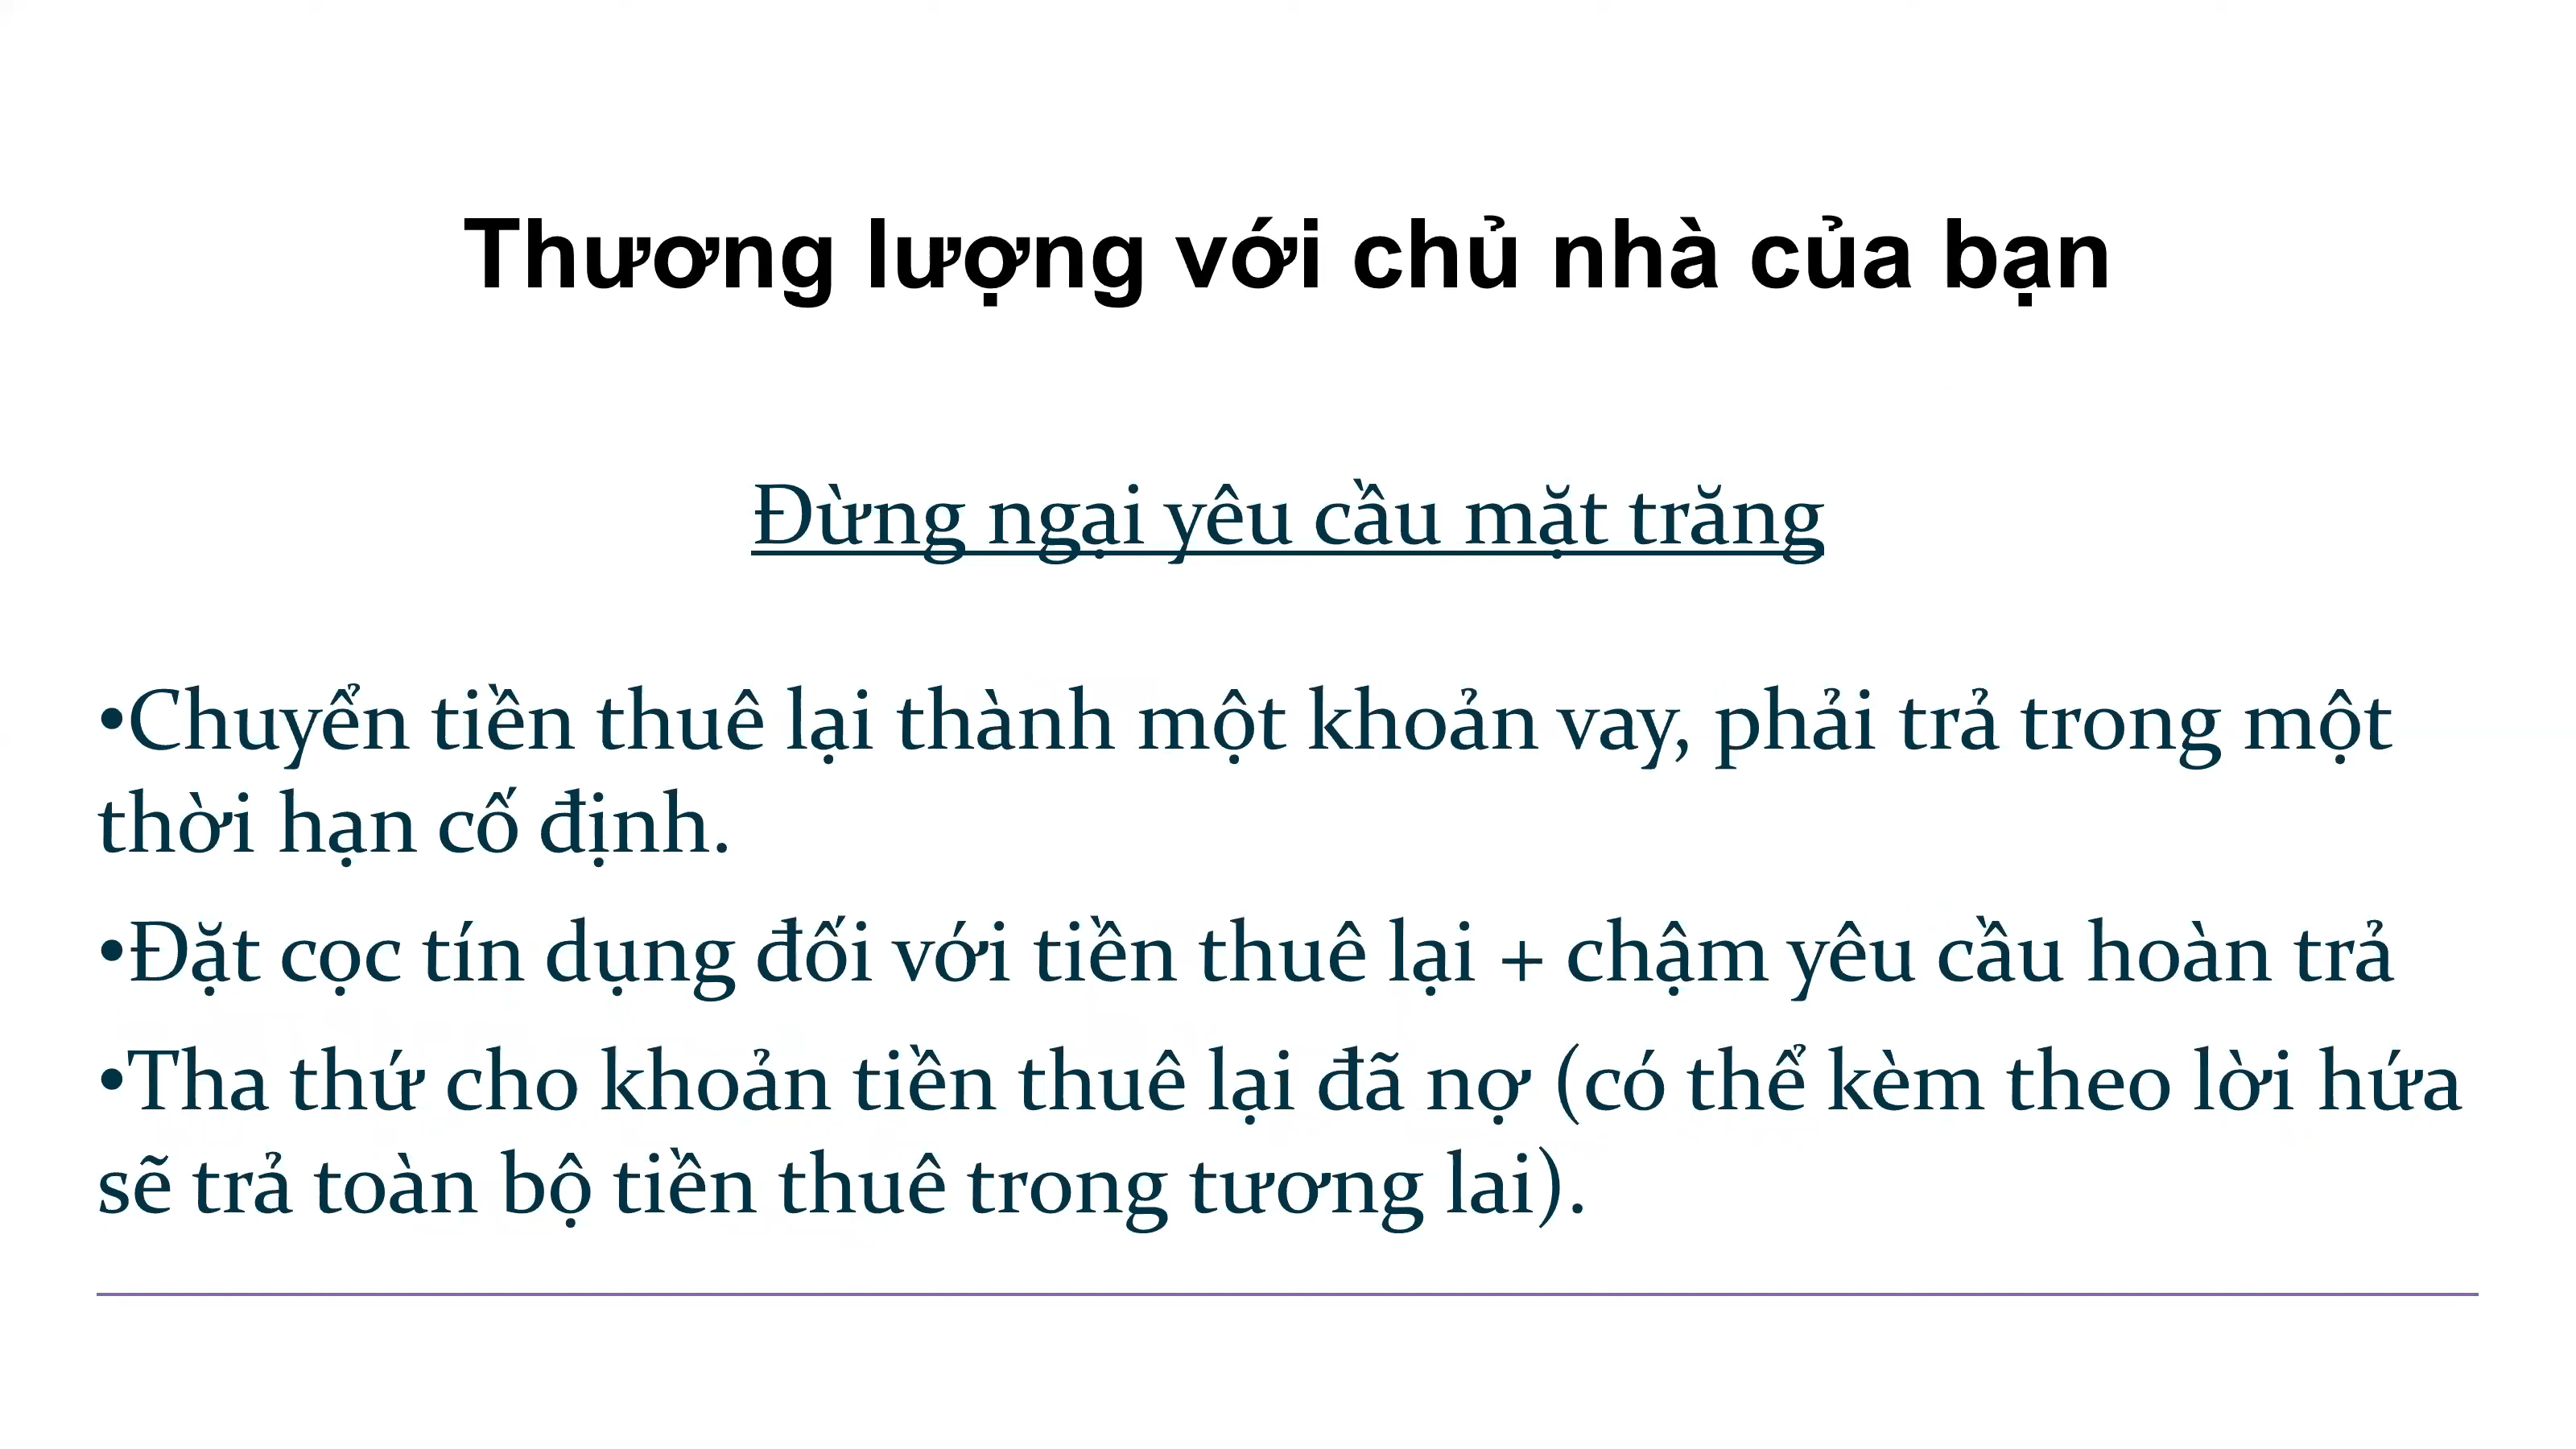 Thương lượng với chủ nhà của bạn
Đừng ngại yêu cầu mặt trăng
•Chuyển tiền thuê lại thành một khoản vay, phải trả trong một
thời hạn cố định.
•Đặt cọc tín dụng đối với tiền thuê lại + chậm yêu cầu hoàn trả
•Tha thứ cho khoản tiền thuê lại đã nợ (có thể kèm theo lời hứa
sẽ trả toàn bộ tiền thuê trong tương lai).